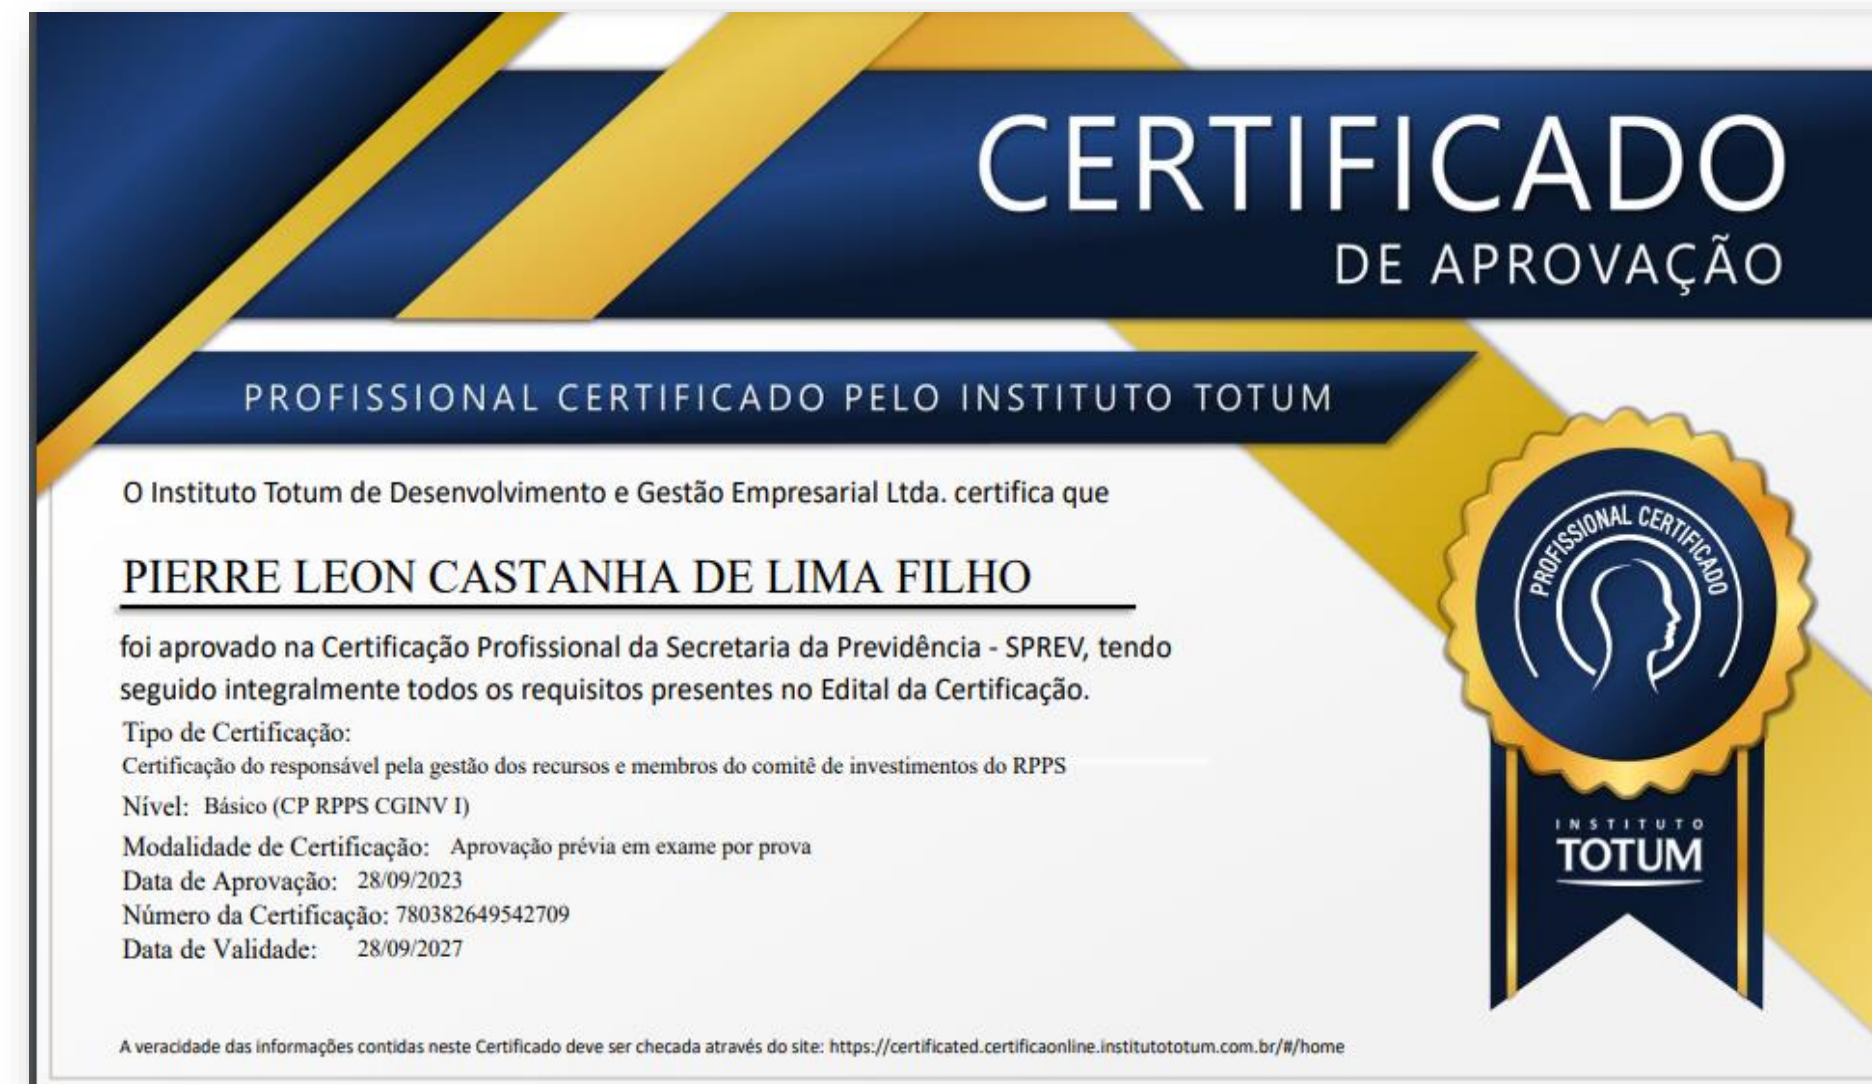 CERTIFICADO
DE APROVAÇÃO
PROFISSIONAL CERTIFICADO PELO INSTITUTO TOTUM
O Instituto Totum de Desenvolvimento e Gestão Empresarial Ltda. certifica que
PIERRE LEON CASTANHA DE LIMA FILHO
foi aprovado na Certificação Profissional da Secretaria da Previdência - SPREV, tendo
seguido integralmente todos os requisitos presentes no Edital da Certificação.
Tipo de Certificação:
Certificação do responsável pela gestão dos recursos e membros do comitê de investimentos do RPPS
Nível: Básico (CP RPPS CGINV I)
Modalidade de Certificação: Aprovação prévia em exame por prova
Data de Aprovação: 28/09/2023
Número da Certificação: 780382649542709
Data de Validade: 28/09/2027
A veracidade das informações contidas neste Certificado deve ser checada através do site: https://certificated.certificaonline.institutototum.com.br/#/home
PROFISSIONAL CERTIFICADO
INSTITUTO
TOTUM